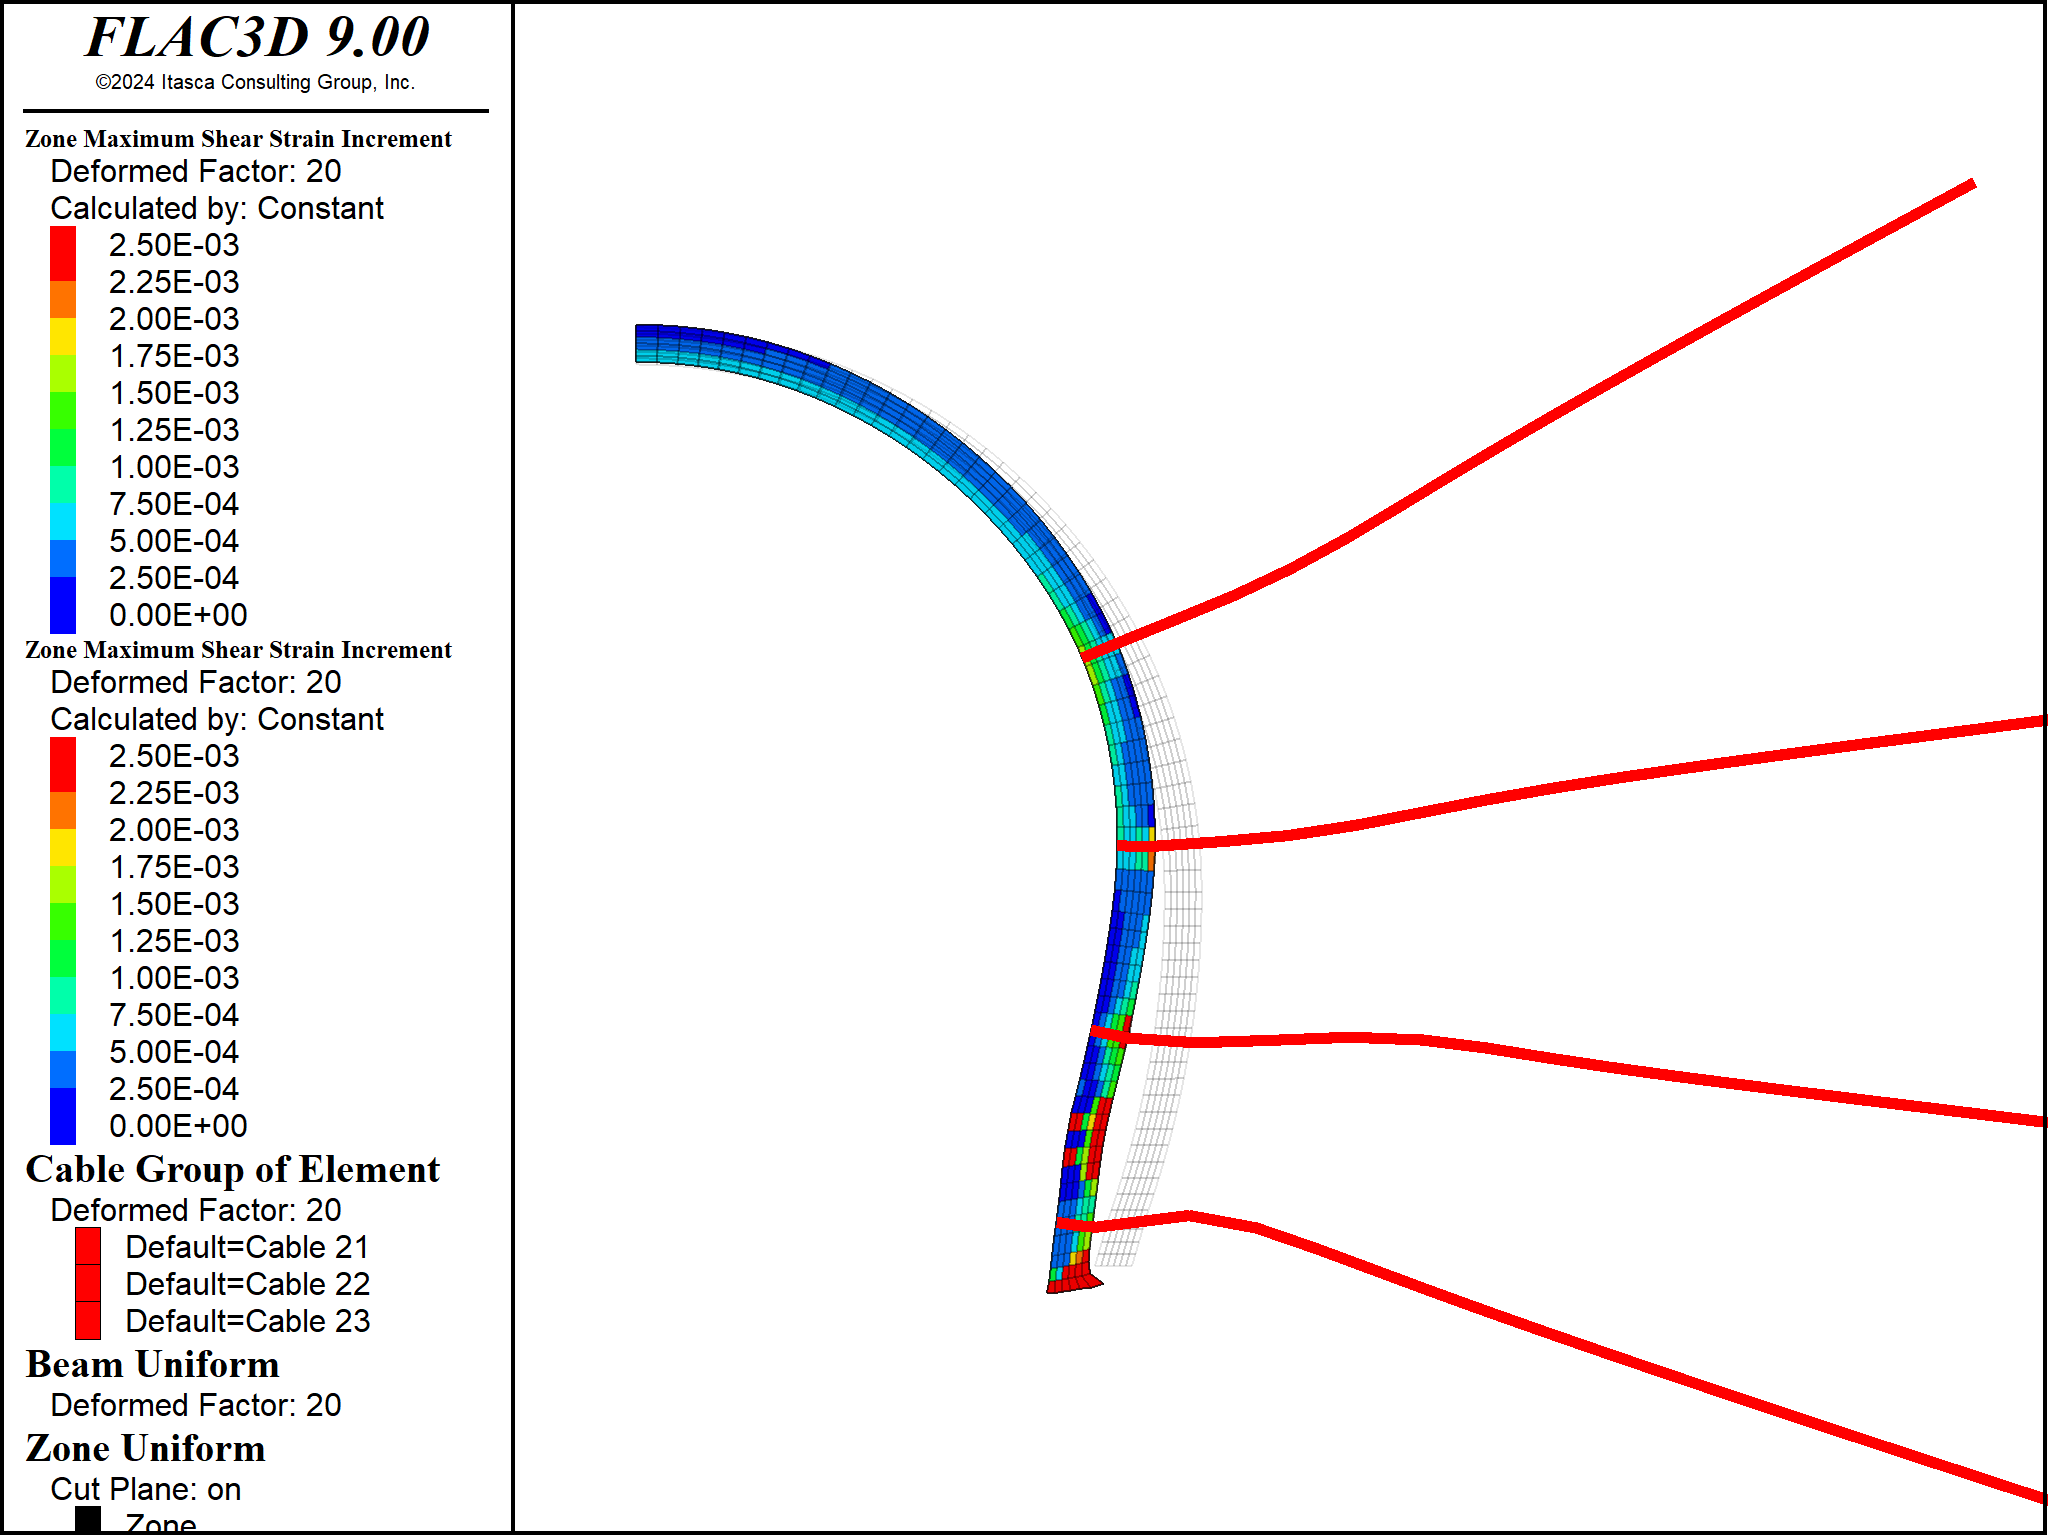 FLAC3D 9.00
©2024 Itasca Consulting Group, Inc.
Zone Maximum Shear Strain Increment
Deformed Factor: 20
Calculated by: Constant
2.50E-03
2.25E-03
2.00E-03
1.75E-03
1.50E-03
1.25E-03
1.00E-03
7.50E-04
5.00E-04
2.50E-04
0.00E+00
Zone Maximum Shear Strain Increment
Deformed Factor: 20
Calculated by: Constant
2.50E-03
2.25E-03
2.00E-03
1.75E-03
1.50E-03
1.25E-03
1.00E-03
7.50E-04
5.00E-04
2.50E-04
0.00E+00
Cable Group of Element
Deformed Factor: 20
Default=Cable 21
Default=Cable 22
Default=Cable 23
Beam Uniform
Deformed Factor: 20
Zone Uniform
Cut Plane: on
Zone